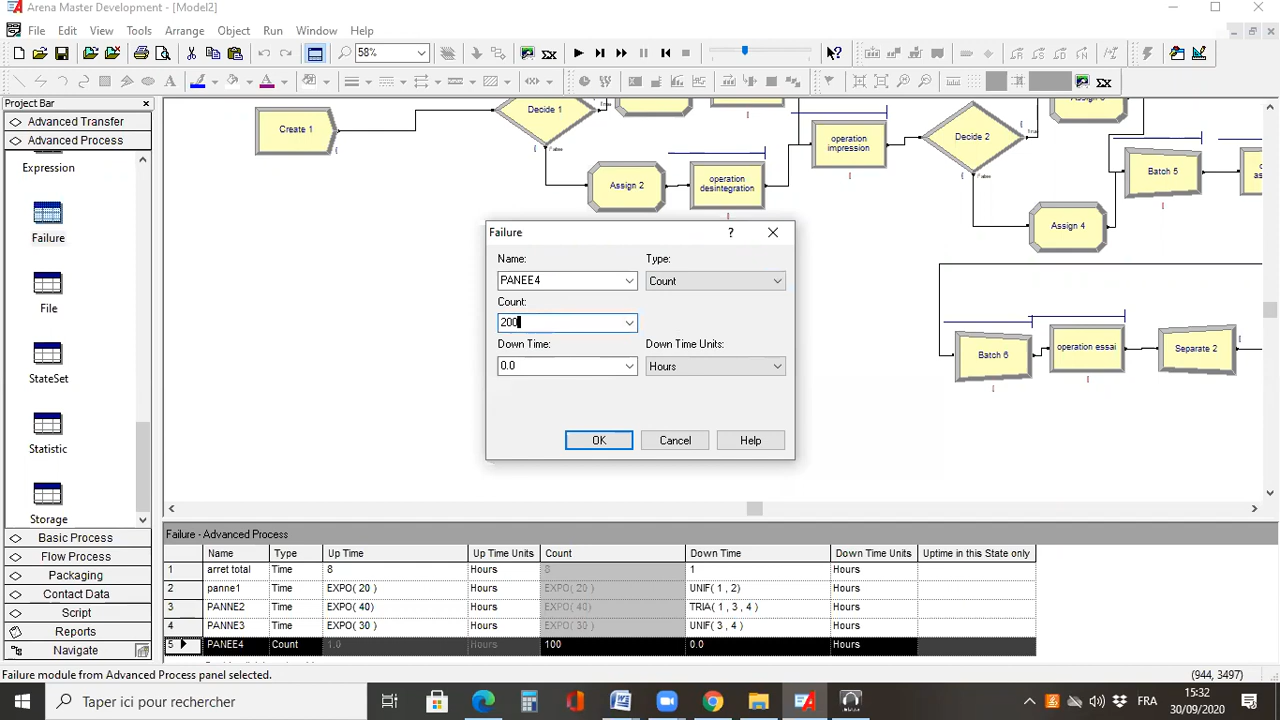 Arena Master Development - [Model2]
File Edit View Tools Arrange Object Run Window Help
58%
Project Bar
Advanced Transfer
Advanced Process
Expression
Failure
File
StateSet
Statistic
Storage
Basic Process
Flow Process
Packaging
Contact Data
Script
Reports
Navigate
Create 1
Decide 1
True
False
Assign 2
operation
desintegration
operation
impression
Decide 2
True
False
Assign 4
Batch 5
Batch 6
operation essai
Separate 2
Failure
Name: Type:
PANEE4 Count
Count:
200
Down Time: Down Time Units:
0.0 Hours
OK Cancel Help
Failure - Advanced Process
Name Type Up Time Up Time Units Count Down Time Down Time Units Uptime in this State only
1 arret total Time 8 Hours 8 1 Hours
2 panne1 Time EXPO( 20 ) Hours EXPO( 20 ) UNIF( 1 , 2) Hours
3 PANNE2 Time EXPO( 40) Hours EXPO( 40) TRIA( 1 , 3 , 4 ) Hours
4 PANNE3 Time EXPO( 30 ) Hours EXPO( 30 ) UNIF( 3 , 4 ) Hours
5 PANEE4 Count 1.0 Hours 100 0.0 Hours
Failure module from Advanced Process panel selected. (944, 3497)
Taper ici pour rechercher
FRA
15:32
30/09/2020